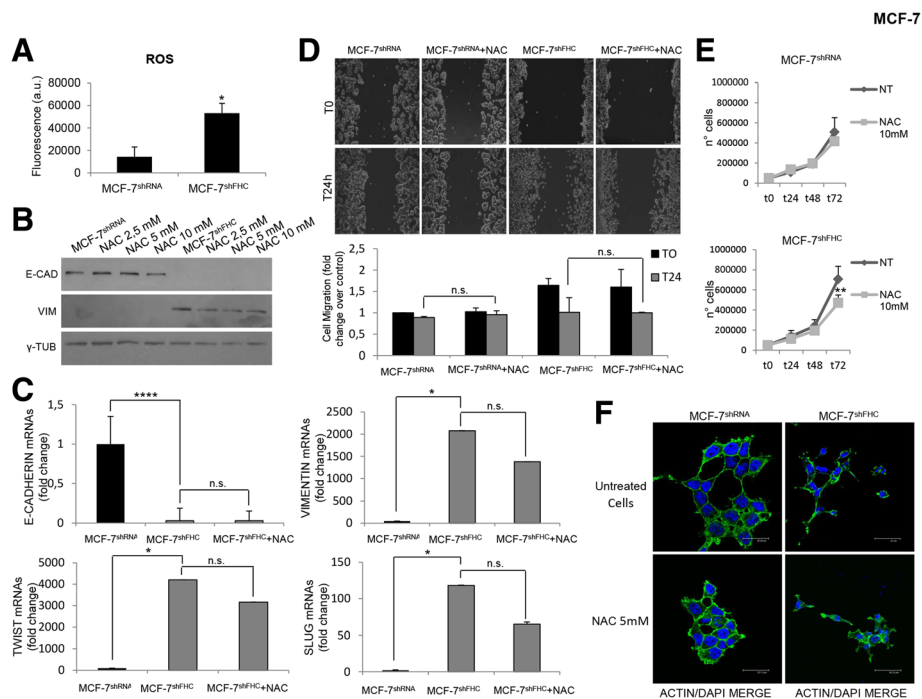 MCF-7
A
ROS
Fluorescence (a.u.)
80000
60000
40000
20000
0
*
MCF-7shRNA
MCF-7shFHC
B
MCF-7shRNA
NAC 2.5 mM
NAC 5 mM
NAC 10 mM
MCF-7shFHC
NAC 2.5 mM
NAC 5 mM
NAC 10 mM
E-CAD
VIM
γ-TUB
C
E-CADHERIN mRNAs
(fold change)
1,5
1
0,5
0
****
n.s.
MCF-7shRNA
MCF-7shFHC
MCF-7shFHC+NAC
VIMENTIN mRNAs
(fold change)
2500
2000
1500
1000
500
0
*
n.s.
MCF-7shRNA
MCF-7shFHC
MCF-7shFHC+NAC
TWIST mRNAs
(fold change)
5000
4000
3000
2000
1000
0
*
n.s.
MCF-7shRNA
MCF-7shFHC
MCF-7shFHC+NAC
SLUG mRNAs
(fold change)
150
100
50
0
*
n.s.
MCF-7shRNA
MCF-7shFHC
MCF-7shFHC+NAC
D
MCF-7shRNA
MCF-7shRNA+NAC
MCF-7shFHC
MCF-7shFHC+NAC
T0
T24h
Cell Migration (fold
change over control)
2
1,5
1
0,5
0
n.s.
n.s.
TO
T24
MCF-7shRNA
MCF-7shRNA+NAC
MCF-7shFHC
MCF-7shFHC+NAC
E
MCF-7shRNA
n° cells
1000000
800000
600000
400000
200000
0
t0
t24
t48
t72
NT
NAC
10mM
MCF-7shFHC
n° cells
1000000
800000
600000
400000
200000
0
t0
t24
t48
t72
**
NT
NAC
10mM
F
MCF-7shRNA
MCF-7shFHC
Untreated
Cells
NAC 5mM
ACTIN/DAPI MERGE
ACTIN/DAPI MERGE